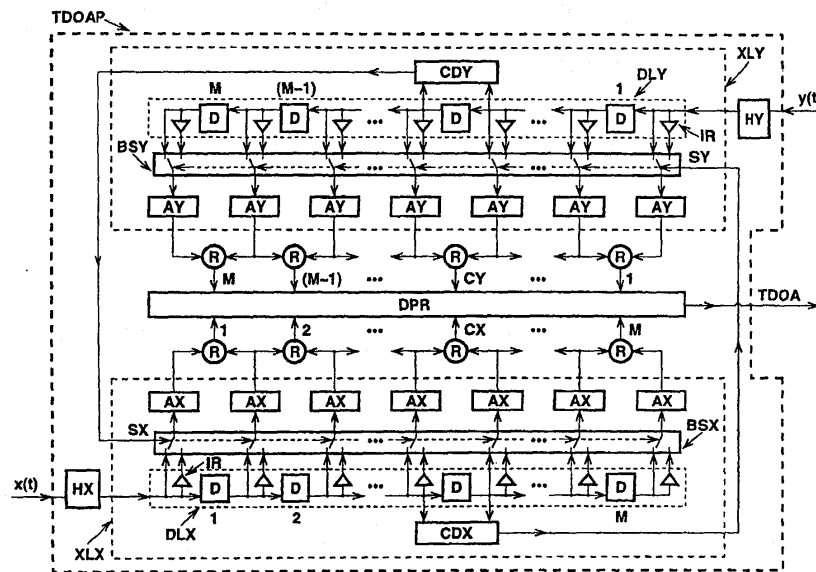 TDOAP
XLY
CDY
DLY
M (M-1) 1
y(t
D D ... D ... D
HY
IR
BSY
SY
... ...
AY AY AY AY AY AY AY
R R R R
M (M-1) ... CY ... 1
TDOA
DPR
1 2 ... CX ... M
R R R R
AX AX AX AX AX AX AX
SX
BSX
... ...
IR
x(t)
HX
D D ... D ... D
1 2 M
DLX
CDX
XLX